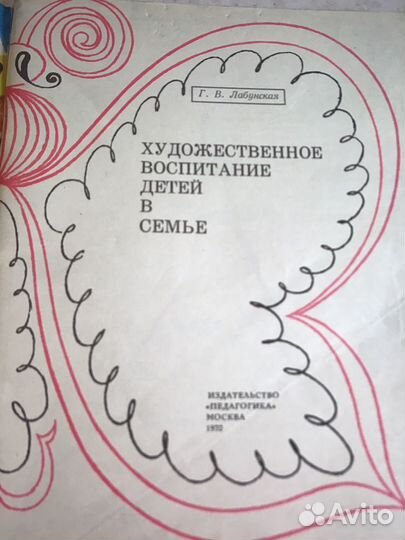 Г. В. Лабунская
ХУДОЖЕСТВЕННОЕ
ВОСПИТАНИЕ
ДЕТЕЙ
В
СЕМЬЕ
ИЗДАТЕЛЬСТВО
«ПЕДАГОГИКА»
МОСКВА
1970
Avito